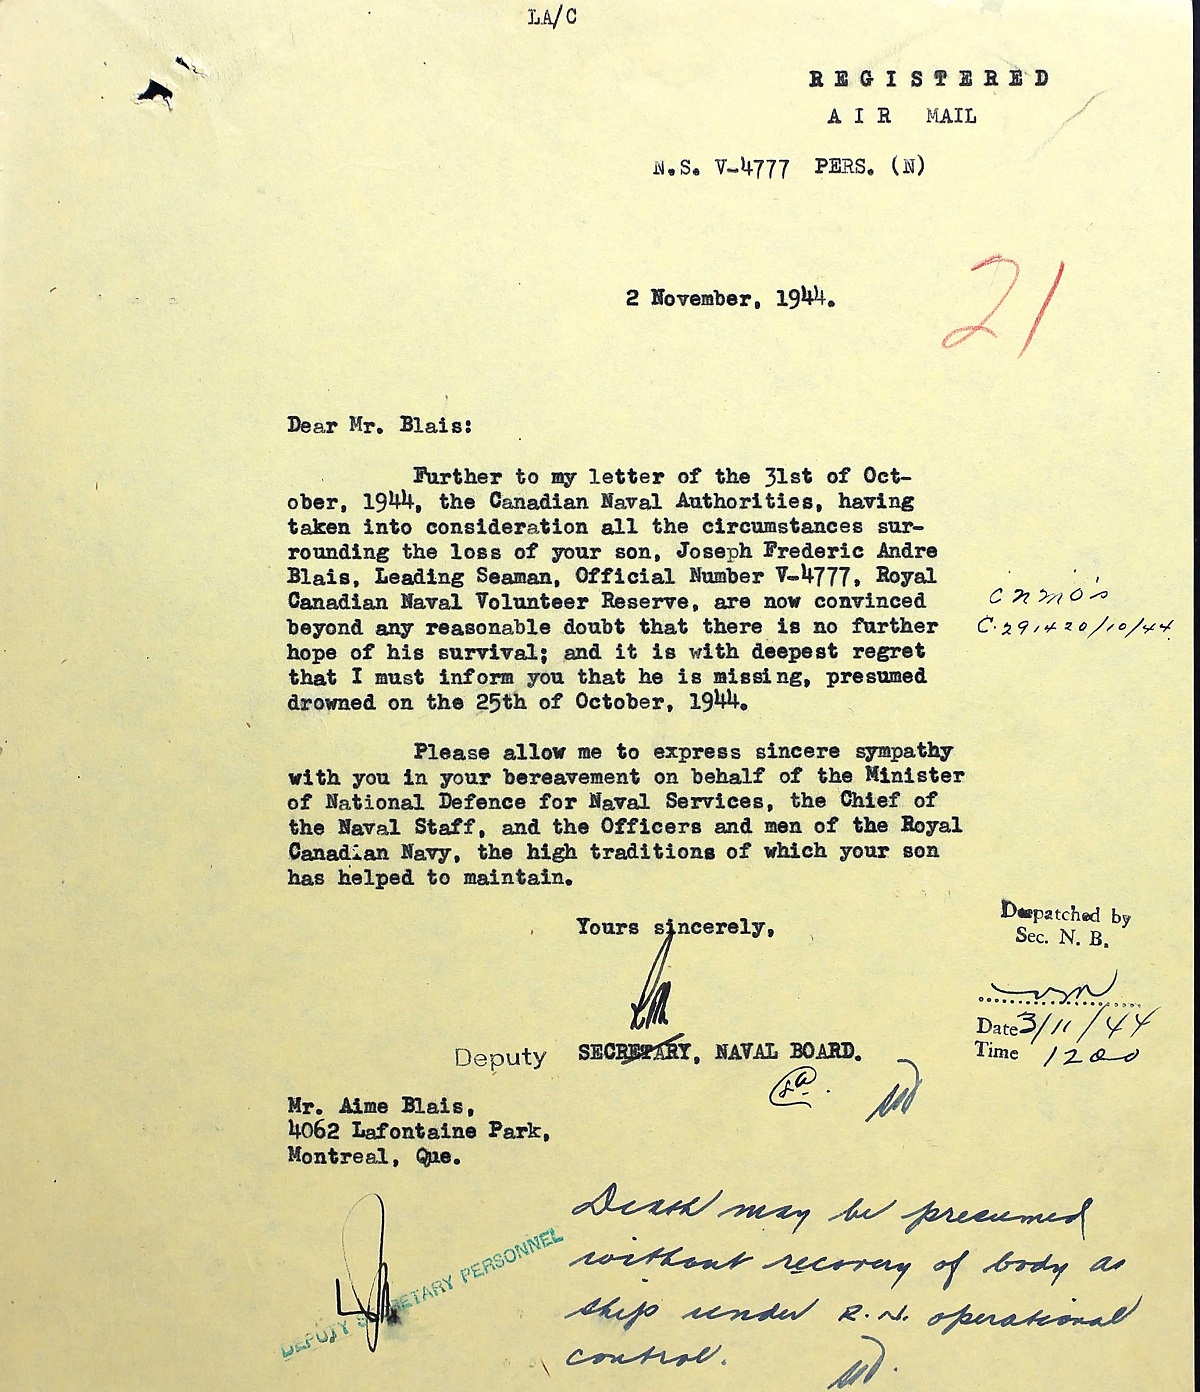 LA/C
REGISTERED
AIR MAIL
N.S. V-4777 PERS. (N)
21
2 November, 1944.
Dear Mr. Blais:
Further to my letter of the 31st of Oct-
ober, 1944, the Canadian Naval Authorities, having
taken into consideration all the circumstances sur-
rounding the loss of your son, Joseph Frederic Andre
Blais, Leading Seaman, Official Number V-4777, Royal
Canadian Naval Volunteer Reserve, are now convinced
beyond any reasonable doubt that there is no further
hope of his survival; and it is with deepest regret
that I must inform you that he is missing, presumed
drowned on the 25th of October, 1944.
CNMO's
Please allow me to express sincere sympathy
with you in your bereavement on behalf of the Minister
of National Defence for Naval Services, the Chief of
the Naval Staff, and the Officers and men of the Royal
Canadian Navy, the high traditions of which your son
has helped to maintain.
Yours sincerely,
Despatched by
Sec. N. B.
Date 3/11/44
Time 1200
Deputy SECRETARY, NAVAL BOARD.
Mr. Aime Blais,
4062 Lafontaine Park,
Montreal, Que.
Death may be presumed
without recovery of body as
ship under R.N. operational
control.
DEPUTY SECRETARY PERSONNEL